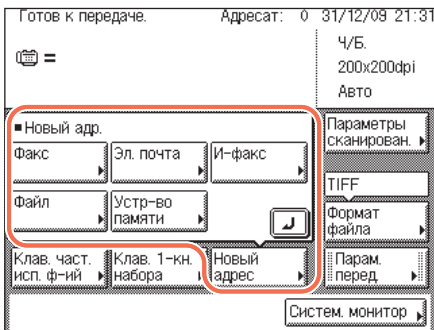 Готов к передаче. Адресат: 0 31/12/09 21:31
Ч/Б.
=
200x200dpi
Авто
Новый адр.
Параметры
сканирован.
Факс Эл. почта И-факс
TIFF
Файл Устр-во
памяти
Формат
файла
Клав. част.
исп. ф-ий
Клав. 1-кн.
набора
Новый
адрес
Парам.
перед.
Систем. монитор